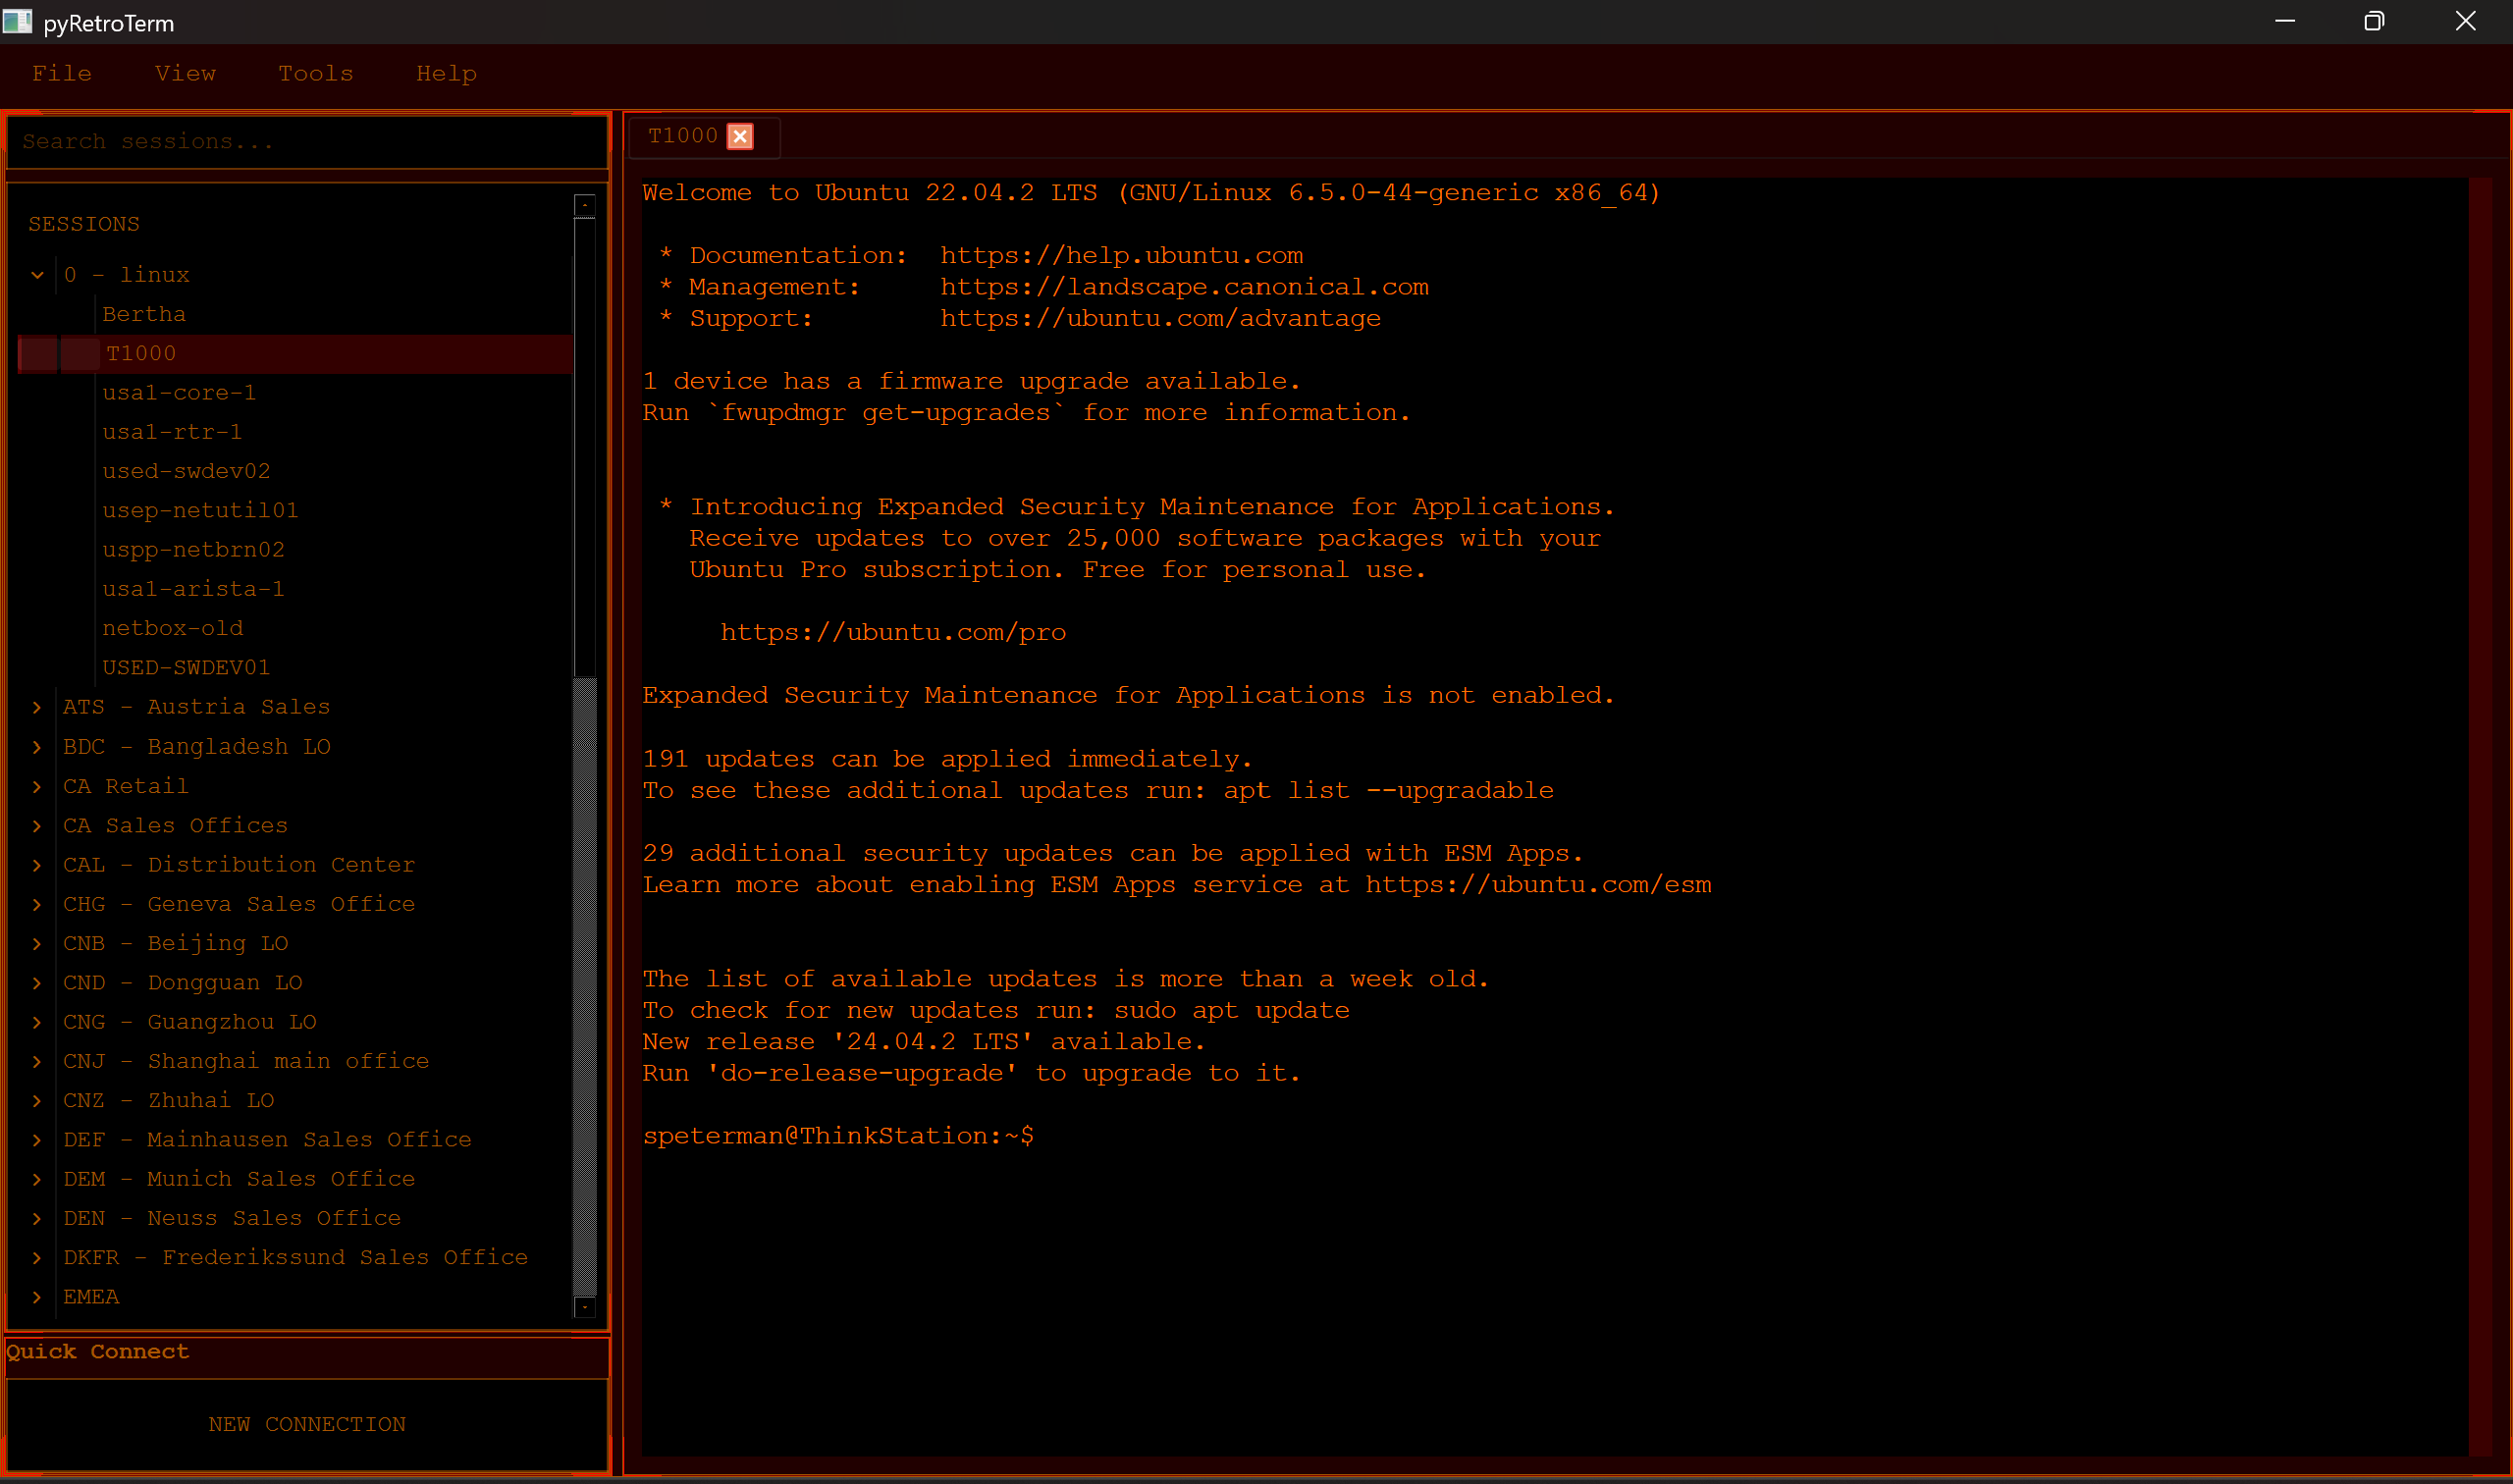 pyRetroTerm
File View Tools Help
Search sessions...
SESSIONS
0 - linux
Bertha
T1000
usa1-core-1
usa1-rtr-1
used-swdev02
usep-netutil01
uspp-netbrn02
usa1-arista-1
netbox-old
USED-SWDEV01
ATS - Austria Sales
BDC - Bangladesh LO
CA Retail
CA Sales Offices
CAL - Distribution Center
CHG - Geneva Sales Office
CNB - Beijing LO
CND - Dongguan LO
CNG - Guangzhou LO
CNJ - Shanghai main office
CNZ - Zhuhai LO
DEF - Mainhausen Sales Office
DEM - Munich Sales Office
DEN - Neuss Sales Office
DKFR - Frederikssund Sales Office
EMEA
Quick Connect
NEW CONNECTION
T1000
Welcome to Ubuntu 22.04.2 LTS (GNU/Linux 6.5.0-44-generic x86_64)
* Documentation:  https://help.ubuntu.com
* Management:     https://landscape.canonical.com
* Support:        https://ubuntu.com/advantage
1 device has a firmware upgrade available.
Run `fwupdmgr get-upgrades` for more information.
* Introducing Expanded Security Maintenance for Applications.
Receive updates to over 25,000 software packages with your
Ubuntu Pro subscription. Free for personal use.
https://ubuntu.com/pro
Expanded Security Maintenance for Applications is not enabled.
191 updates can be applied immediately.
To see these additional updates run: apt list --upgradable
29 additional security updates can be applied with ESM Apps.
Learn more about enabling ESM Apps service at https://ubuntu.com/esm
The list of available updates is more than a week old.
To check for new updates run: sudo apt update
New release '24.04.2 LTS' available.
Run 'do-release-upgrade' to upgrade to it.
speterman@ThinkStation:~$